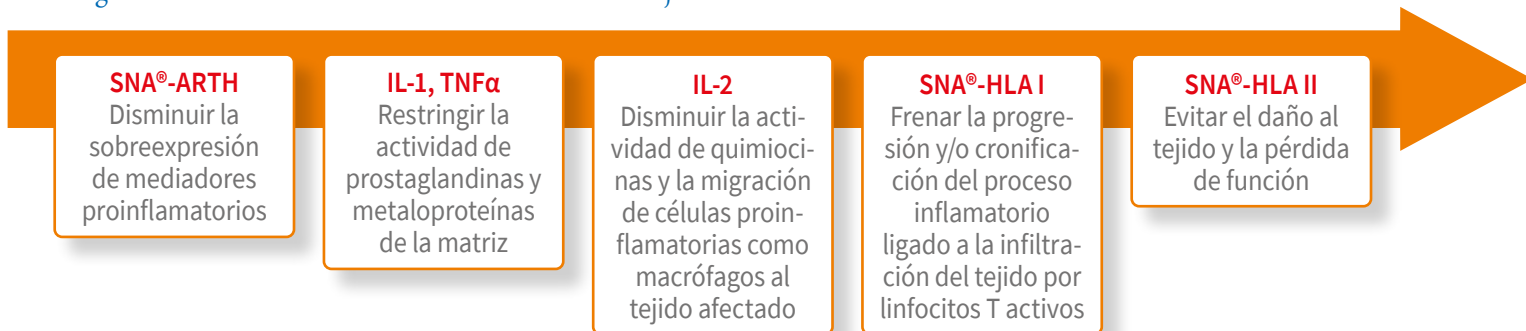 SNA®-ARTH
Disminuir la
sobreexpresión
de mediadores
proinflamatorios
IL-1, TNFα
Restringir la
actividad de
prostaglandinas y
metaloproteínas
de la matriz
IL-2
Disminuir la acti-
vidad de quimioci-
nas y la migración
de células proin-
flamatorias como
macrófagos al
tejido afectado
SNA®-HLA I
Frenar la progre-
sión y/o cronifica-
ción del proceso
inflamatorio
ligado a la infiltra-
ción del tejido por
linfocitos T activos
SNA®-HLA II
Evitar el daño al
tejido y la pérdida
de función